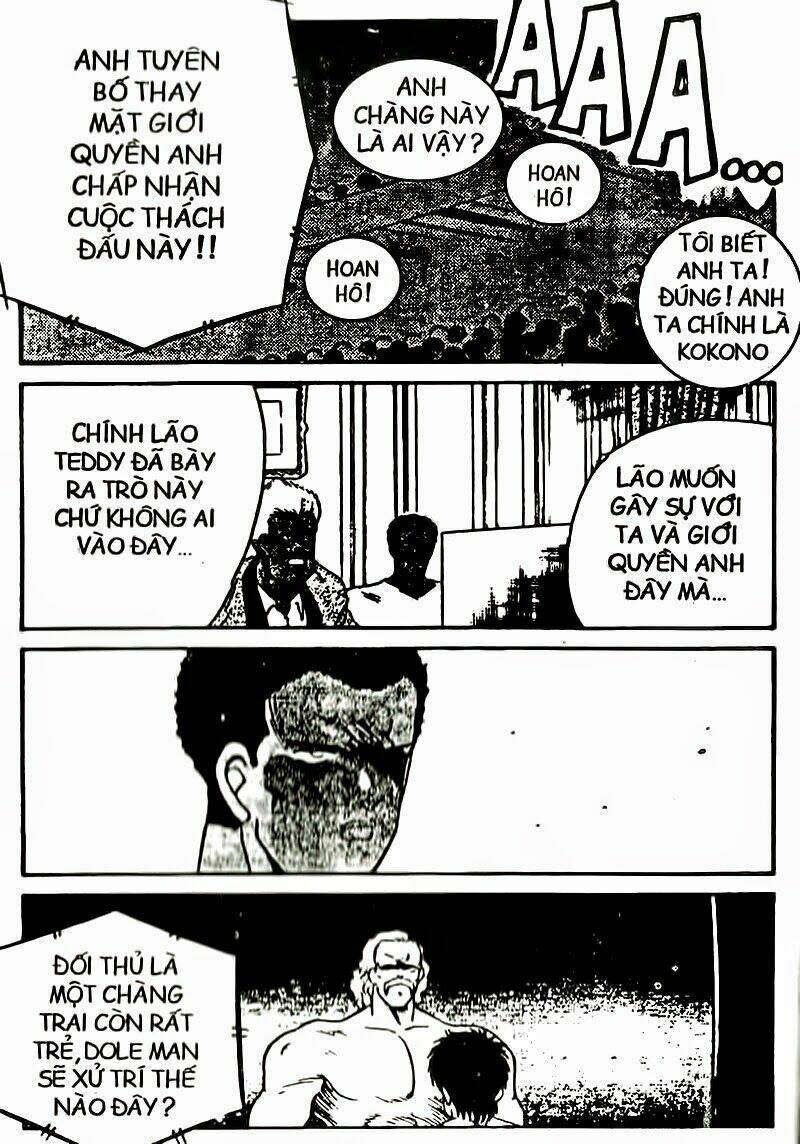 ANH TUYÊN
BỐ THAY
MẶT GIỚI
QUYỀN ANH
CHẤP NHẬN
CUỘC THÁCH
ĐẤU NÀY!!
ANH
CHÀNG NÀY
LÀ AI VẬY?
AAAA...
HOAN
HÔ!
HOAN
HÔ!
TÔI BIẾT
ANH TA!
ĐÚNG! ANH
TA CHÍNH LÀ
KOKONO
CHÍNH LÃO
TEDDY ĐÃ BÀY
RA TRÒ NÀY
CHỨ KHÔNG AI
VÀO ĐÂY...
LÃO MUỐN
GÂY SỰ VỚI
TA VÀ GIỚI
QUYỀN ANH
ĐÂY MÀ...
ĐỐI THỦ LÀ
MỘT CHÀNG
TRAI CÒN RẤT
TRẺ, DOLE MAN
SẼ XỬ TRÍ THẾ
NÀO ĐÂY?